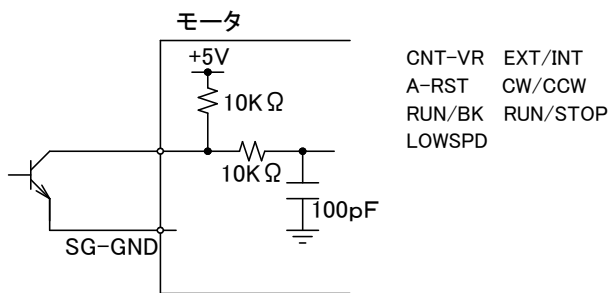 モータ
+5V
10KΩ
10KΩ
100pF
SG-GND
CNT-VR EXT/INT
A-RST CW/CCW
RUN/BK RUN/STOP
LOWSPD